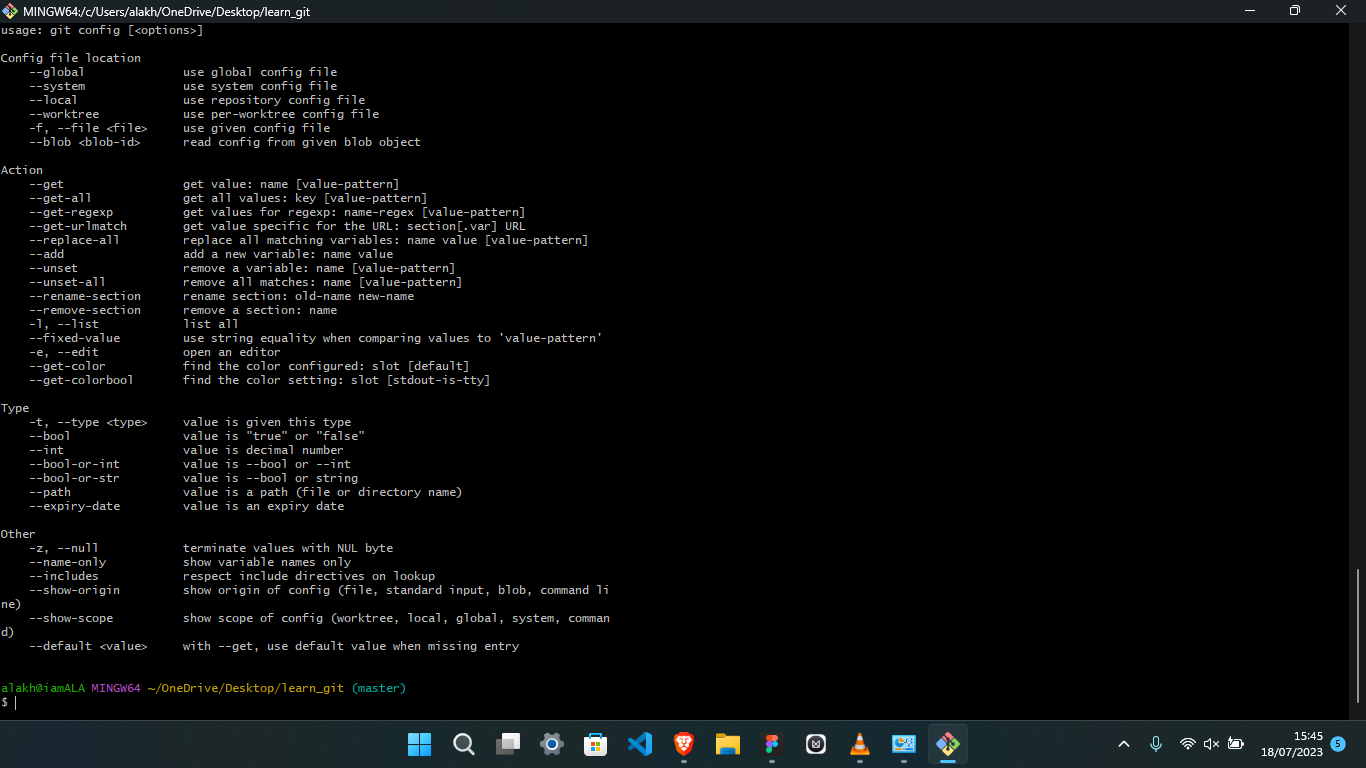 MINGW64:/c/Users/alakh/OneDrive/Desktop/learn_git
usage: git config [<options>]
Config file location
    --global              use global config file
    --system              use system config file
    --local               use repository config file
    --worktree            use per-worktree config file
    -f, --file <file>     use given config file
    --blob <blob-id>      read config from given blob object
Action
    --get                 get value: name [value-pattern]
    --get-all             get all values: key [value-pattern]
    --get-regexp          get values for regexp: name-regex [value-pattern]
    --get-urlmatch        get value specific for the URL: section[.var] URL
    --replace-all         replace all matching variables: name value [value-pattern]
    --add                 add a new variable: name value
    --unset               remove a variable: name [value-pattern]
    --unset-all           remove all matches: name [value-pattern]
    --rename-section      rename section: old-name new-name
    --remove-section      remove a section: name
    -l, --list            list all
    --fixed-value         use string equality when comparing values to 'value-pattern'
    -e, --edit            open an editor
    --get-color           find the color configured: slot [default]
    --get-colorbool       find the color setting: slot [stdout-is-tty]
Type
    -t, --type <type>     value is given this type
    --bool                value is "true" or "false"
    --int                 value is decimal number
    --bool-or-int         value is --bool or --int
    --bool-or-str         value is --bool or string
    --path                value is a path (file or directory name)
    --expiry-date         value is an expiry date
Other
    -z, --null            terminate values with NUL byte
    --name-only           show variable names only
    --includes            respect include directives on lookup
    --show-origin         show origin of config (file, standard input, blob, command li
ne)
    --show-scope          show scope of config (worktree, local, global, system, comman
d)
    --default <value>     with --get, use default value when missing entry
alakh@iamALA MINGW64 ~/OneDrive/Desktop/learn_git (master)
$
15:45
18/07/2023 5